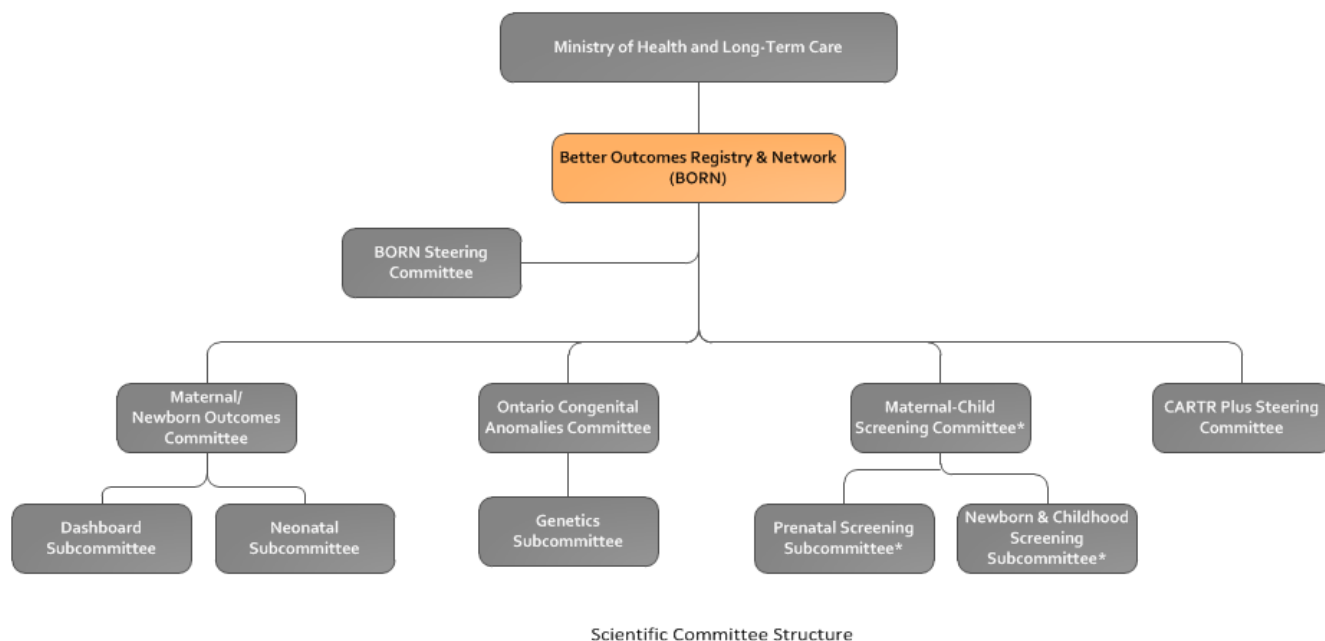 Ministry of Health and Long-Term Care
Better Outcomes Registry & Network
(BORN)
BORN Steering
Committee
Maternal/
Newborn Outcomes
Committee
Ontario Congenital
Anomalies Committee
Maternal-Child
Screening Committee*
CARTR Plus Steering
Committee
Dashboard
Subcommittee
Neonatal
Subcommittee
Genetics
Subcommittee
Prenatal Screening
Subcommittee*
Newborn & Childhood
Screening
Subcommittee*
Scientific Committee Structure